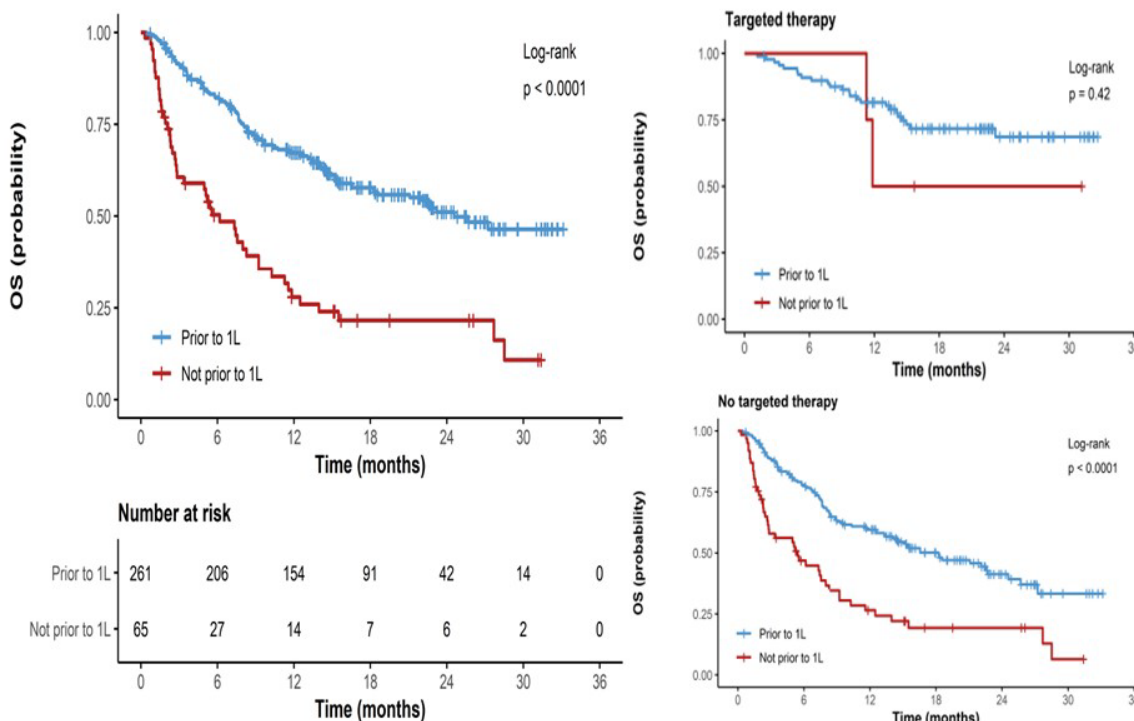 1.00
0.75
0.50
0.25
0.00
OS (probability)
Log-rank
p < 0.0001
Prior to 1L
Not prior to 1L
0 6 12 18 24 30 36
Time (months)
Number at risk
Prior to 1L 261 206 154 91 42 14 0
Not prior to 1L 65 27 14 7 6 2 0
0 6 12 18 24 30 36
Time (months)
Targeted therapy
1.00
0.75
0.50
0.25
0.00
OS (probability)
Log-rank
p = 0.42
Prior to 1L
Not prior to 1L
0 6 12 18 24 30 36
Time (months)
No targeted therapy
1.00
0.75
0.50
0.25
0.00
OS (probability)
Log-rank
p < 0.0001
Prior to 1L
Not prior to 1L
0 6 12 18 24 30 36
Time (months)